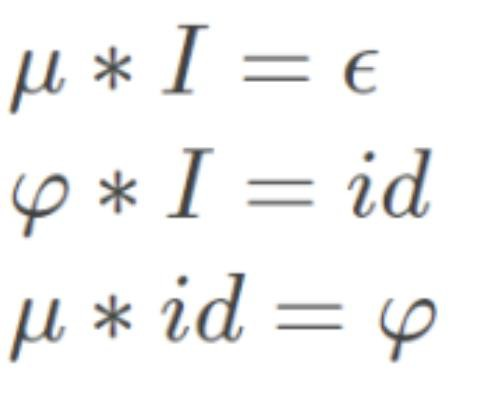 μ ∗ I = ϵ
φ ∗ I = id
μ ∗ id = φ